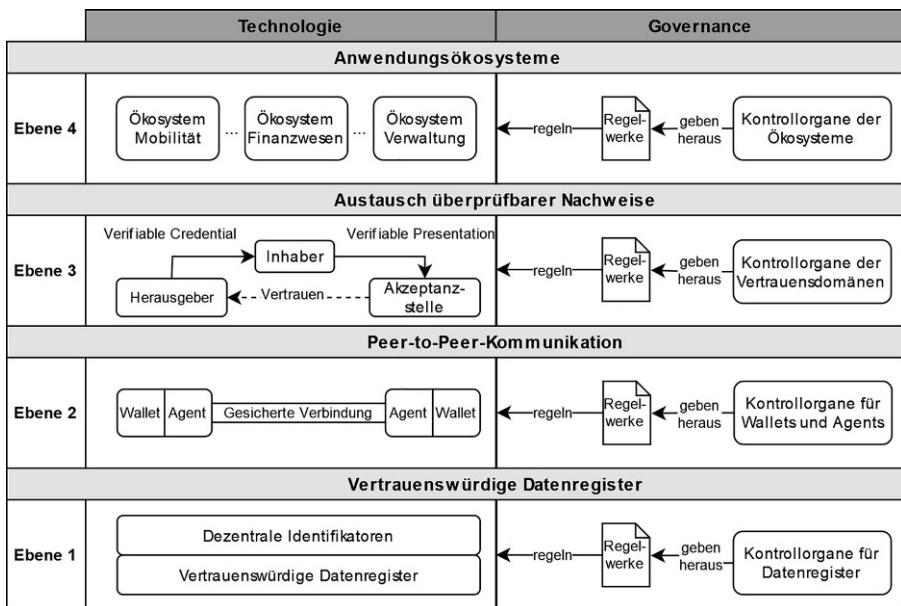 Technologie
Governance
Anwendungsökosysteme
Ebene 4
Ökosystem
Mobilität
...
Ökosystem
Finanzwesen
...
Ökosystem
Verwaltung
regeln
Regel-
werke
geben
heraus
Kontrollorgane der
Ökosysteme
Austausch überprüfbarer Nachweise
Ebene 3
Verifiable Credential
Verifiable Presentation
Inhaber
Herausgeber
Vertrauen
Akzeptanz-
stelle
regeln
Regel-
werke
geben
heraus
Kontrollorgane der
Vertrauensdomänen
Peer-to-Peer-Kommunikation
Ebene 2
Wallet
Agent
Gesicherte Verbindung
Agent
Wallet
regeln
Regel-
werke
geben
heraus
Kontrollorgane für
Wallets und Agents
Vertrauenswürdige Datenregister
Ebene 1
Dezentrale Identifikatoren
Vertrauenswürdige Datenregister
regeln
Regel-
werke
geben
heraus
Kontrollorgane für
Datenregister